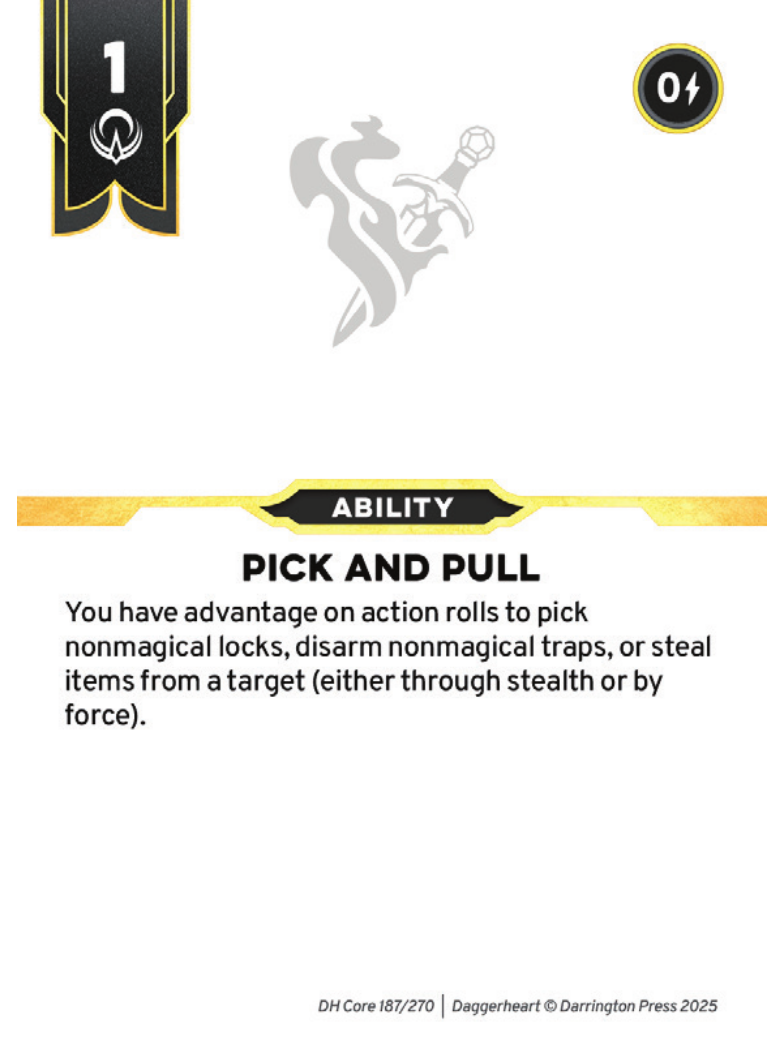 1
0
ABILITY
PICK AND PULL
You have advantage on action rolls to pick
nonmagical locks, disarm nonmagical traps, or steal
items from a target (either through stealth or by
force).
DH Core 187/270 | Daggerheart © Darrington Press 2025